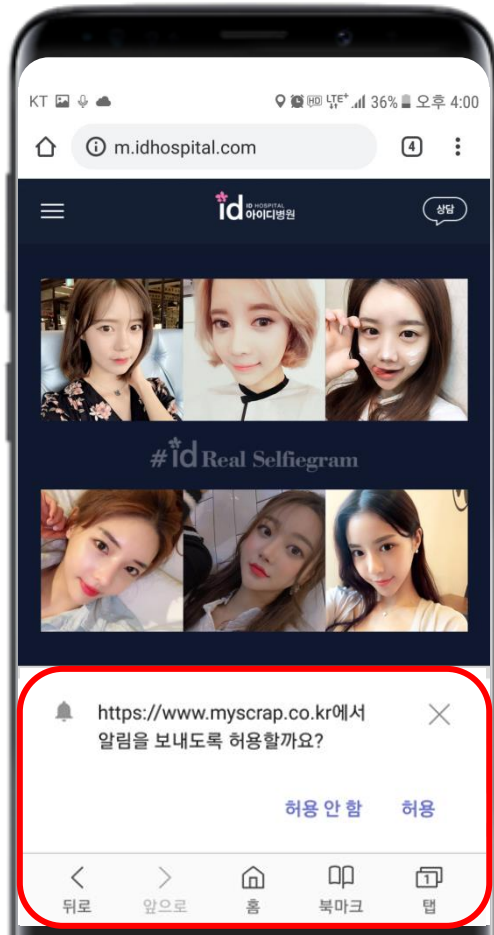 KT LTE+ 36% 오후 4:00
m.idhospital.com 4
id ID HOSPITAL 아이디병원 상담
#id Real Selfiegram
https://www.myscrap.co.kr에서
알림을 보내도록 허용할까요?
허용 안 함 허용
1
뒤로 앞으로 홈 북마크 탭